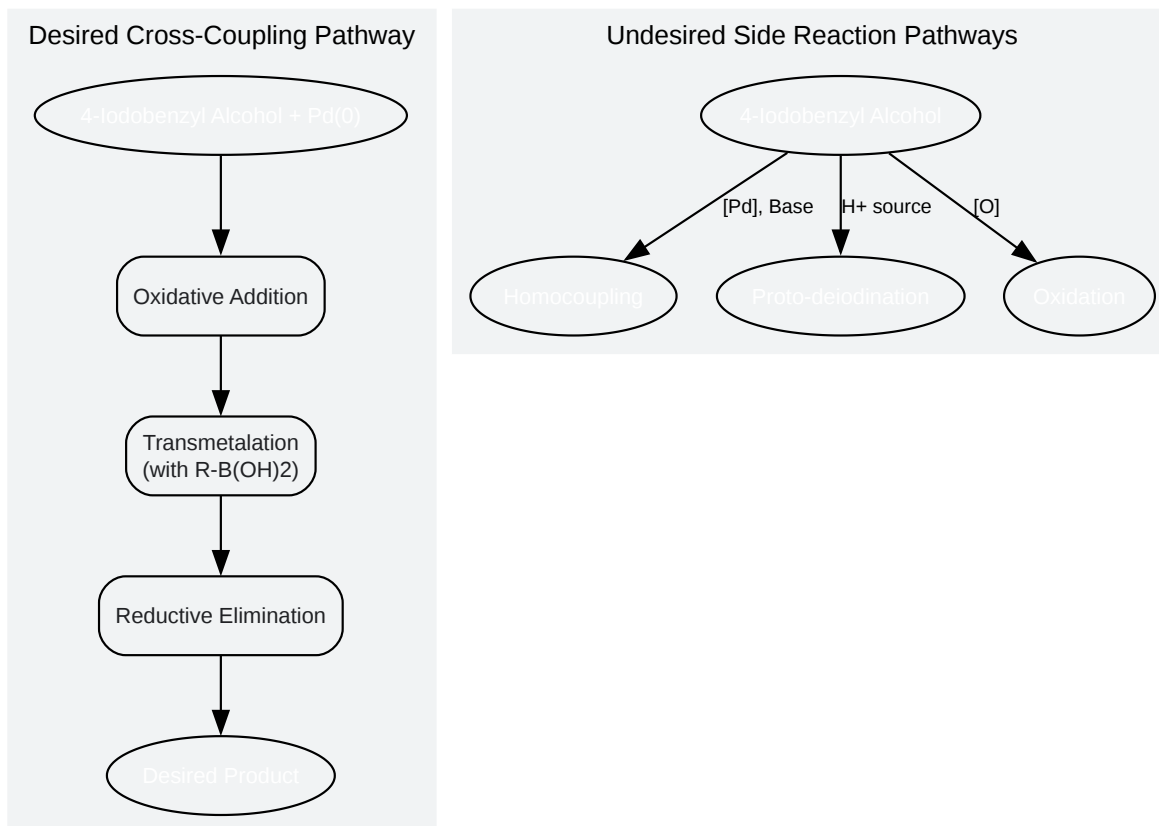 Desired Cross-Coupling Pathway
4-Iodobenzyl Alcohol + Pd(0)
Oxidative Addition
Transmetalation
(with R-B(OH)2)
Reductive Elimination
Desired Product
Undesired Side Reaction Pathways
4-Iodobenzyl Alcohol
[Pd], Base
H+ source
[O]
Homocoupling
Proto-deiodination
Oxidation